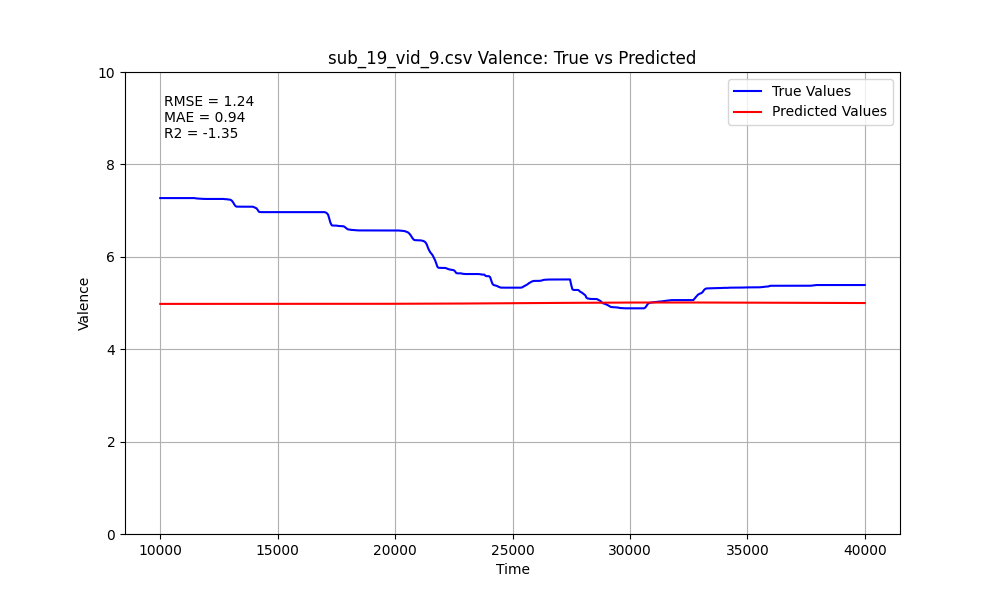 sub_19_vid_9.csv Valence: True vs Predicted
RMSE = 1.24
MAE = 0.94
R2 = -1.35
True Values
Predicted Values
10
8
6
4
2
0
Valence
10000 15000 20000 25000 30000 35000 40000
Time